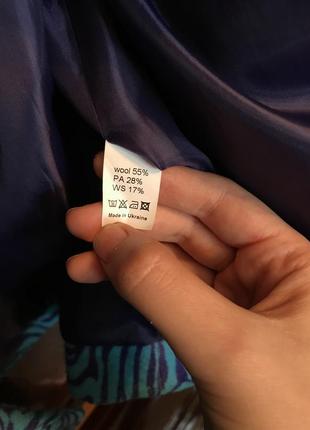 wool 55%
PA 28%
WS 17%
Made in Ukraine